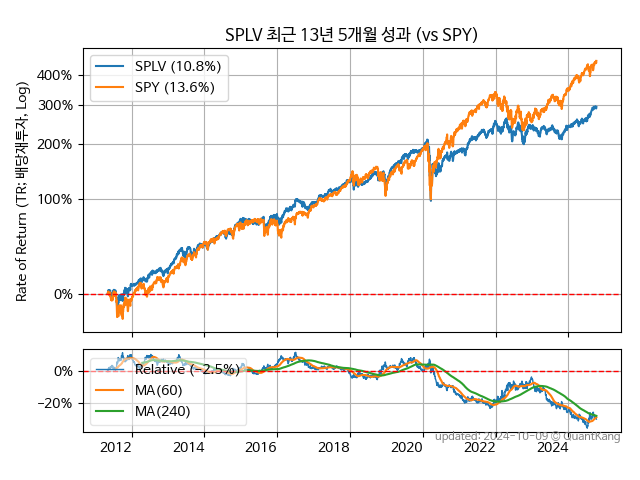 SPLV 최근 13년 5개월 성과 (vs SPY)
Rate of Return (TR: 배당재투자, Log)
SPLV (10.8%)
SPY (13.6%)
400%
300%
200%
100%
0%
Relative (−2.5%)
MA(60)
MA(240)
0%
−20%
2012 2014 2016 2018 2020 2022 2024
updated: 2024-10-09 © QuantKang